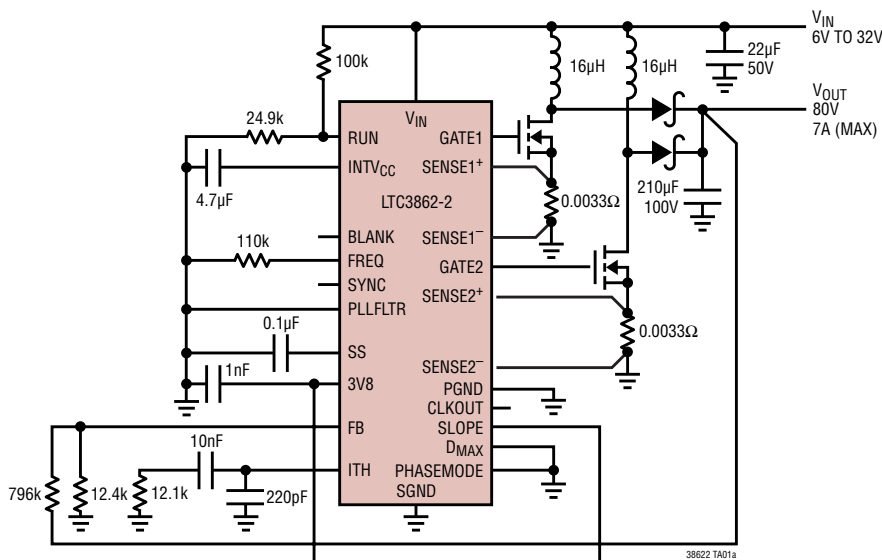 VIN
6V TO 32V
100k
16µH
16µH
22µF
50V
VOUT
80V
7A (MAX)
24.9k
VIN
RUN
GATE1
INTVCC
SENSE1+
4.7µF
LTC3862-2
0.0033Ω
210µF
100V
BLANK
SENSE1–
110k
FREQ
GATE2
SYNC
SENSE2+
PLLFLTR
0.1µF
0.0033Ω
SS
SENSE2–
1nF
3V8
PGND
CLKOUT
FB
SLOPE
10nF
DMAX
ITH
PHASEMODE
796k
12.4k
12.1k
220pF
SGND
38622 TA01a